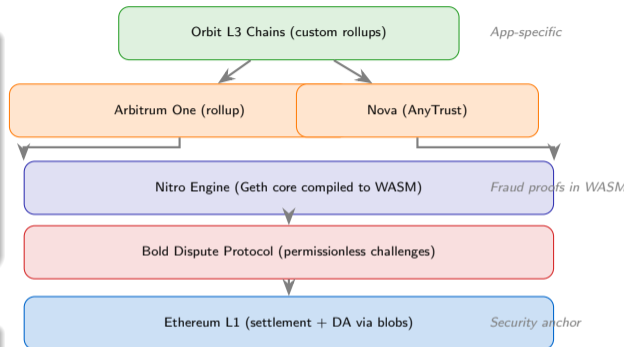 Orbit L3 Chains (custom rollups)
App-specific
Arbitrum One (rollup)
Nova (AnyTrust)
Nitro Engine (Geth core compiled to WASM)
Fraud proofs in WASM
Bold Dispute Protocol (permissionless challenges)
Ethereum L1 (settlement + DA via blobs)
Security anchor